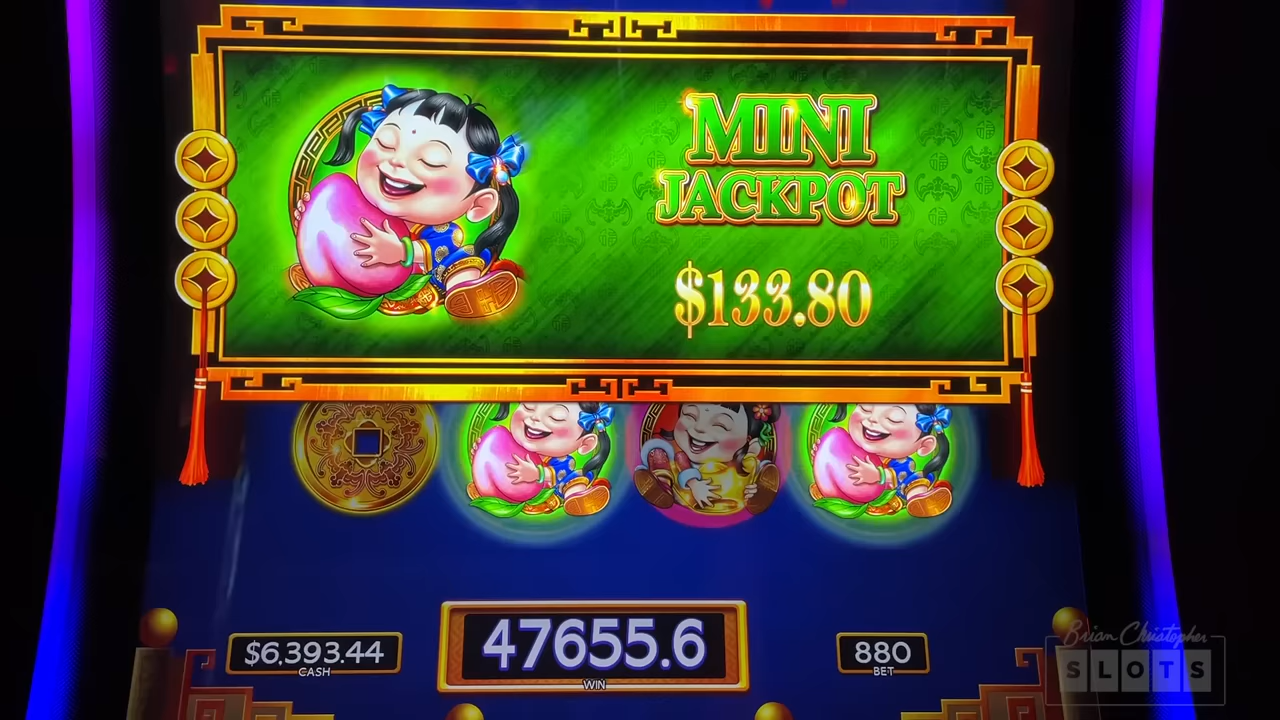 MINI
JACKPOT
$133.80
$6,393.44
CASH
47655.6
WIN
880
BET
Brian Christopher
SLOTS